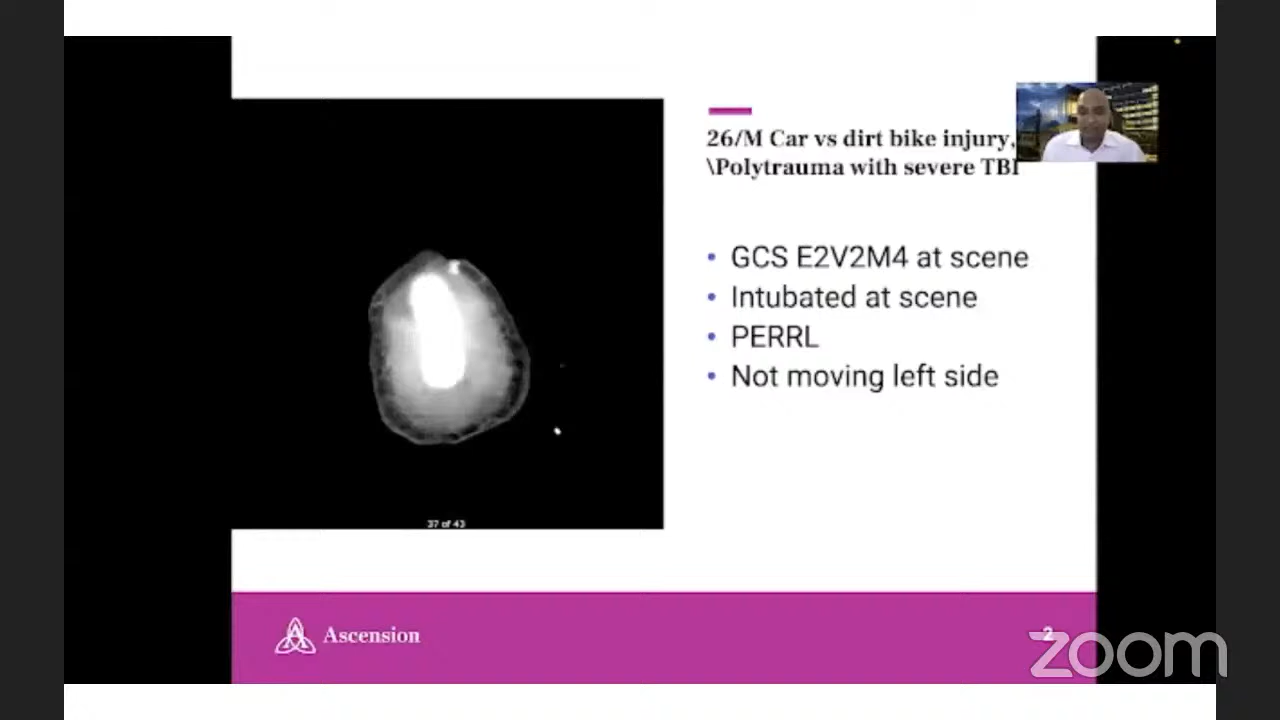 26/M Car vs dirt bike injury,
\Polytrauma with severe TBI
• GCS E2V2M4 at scene
• Intubated at scene
• PERRL
• Not moving left side
37 of 43
Ascension
2
zoom